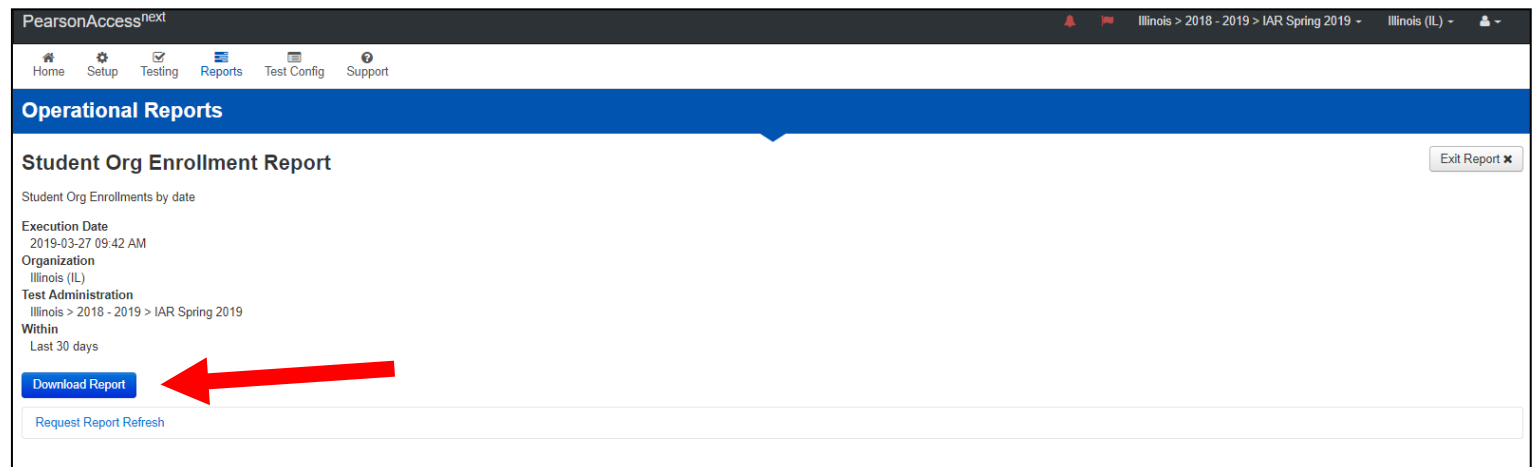 PearsonAccessnext
Illinois > 2018 - 2019 > IAR Spring 2019
Illinois (IL)
Home
Setup
Testing
Reports
Test Config
Support
Operational Reports
Student Org Enrollment Report
Exit Report ✖
Student Org Enrollments by date
Execution Date
2019-03-27 09:42 AM
Organization
Illinois (IL)
Test Administration
Illinois > 2018 - 2019 > IAR Spring 2019
Within
Last 30 days
Download Report
Request Report Refresh